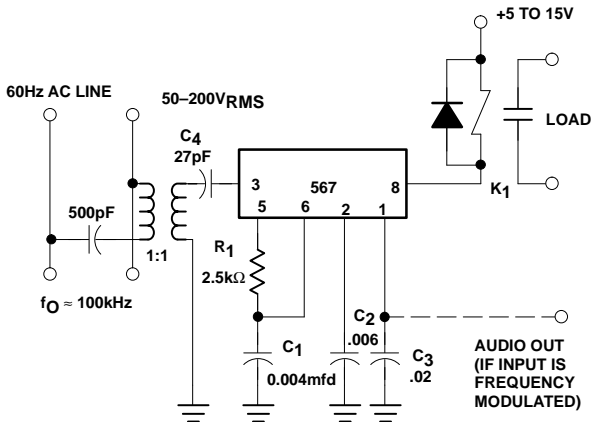 +5 TO 15V
60Hz AC LINE
50–200VRMS
C4
27pF
3
567
8
5
6
2
1
K1
LOAD
500pF
1:1
R1
2.5kΩ
fO ≈ 100kHz
C1
0.004mfd
C2
.006
C3
.02
AUDIO OUT
(IF INPUT IS
FREQUENCY
MODULATED)